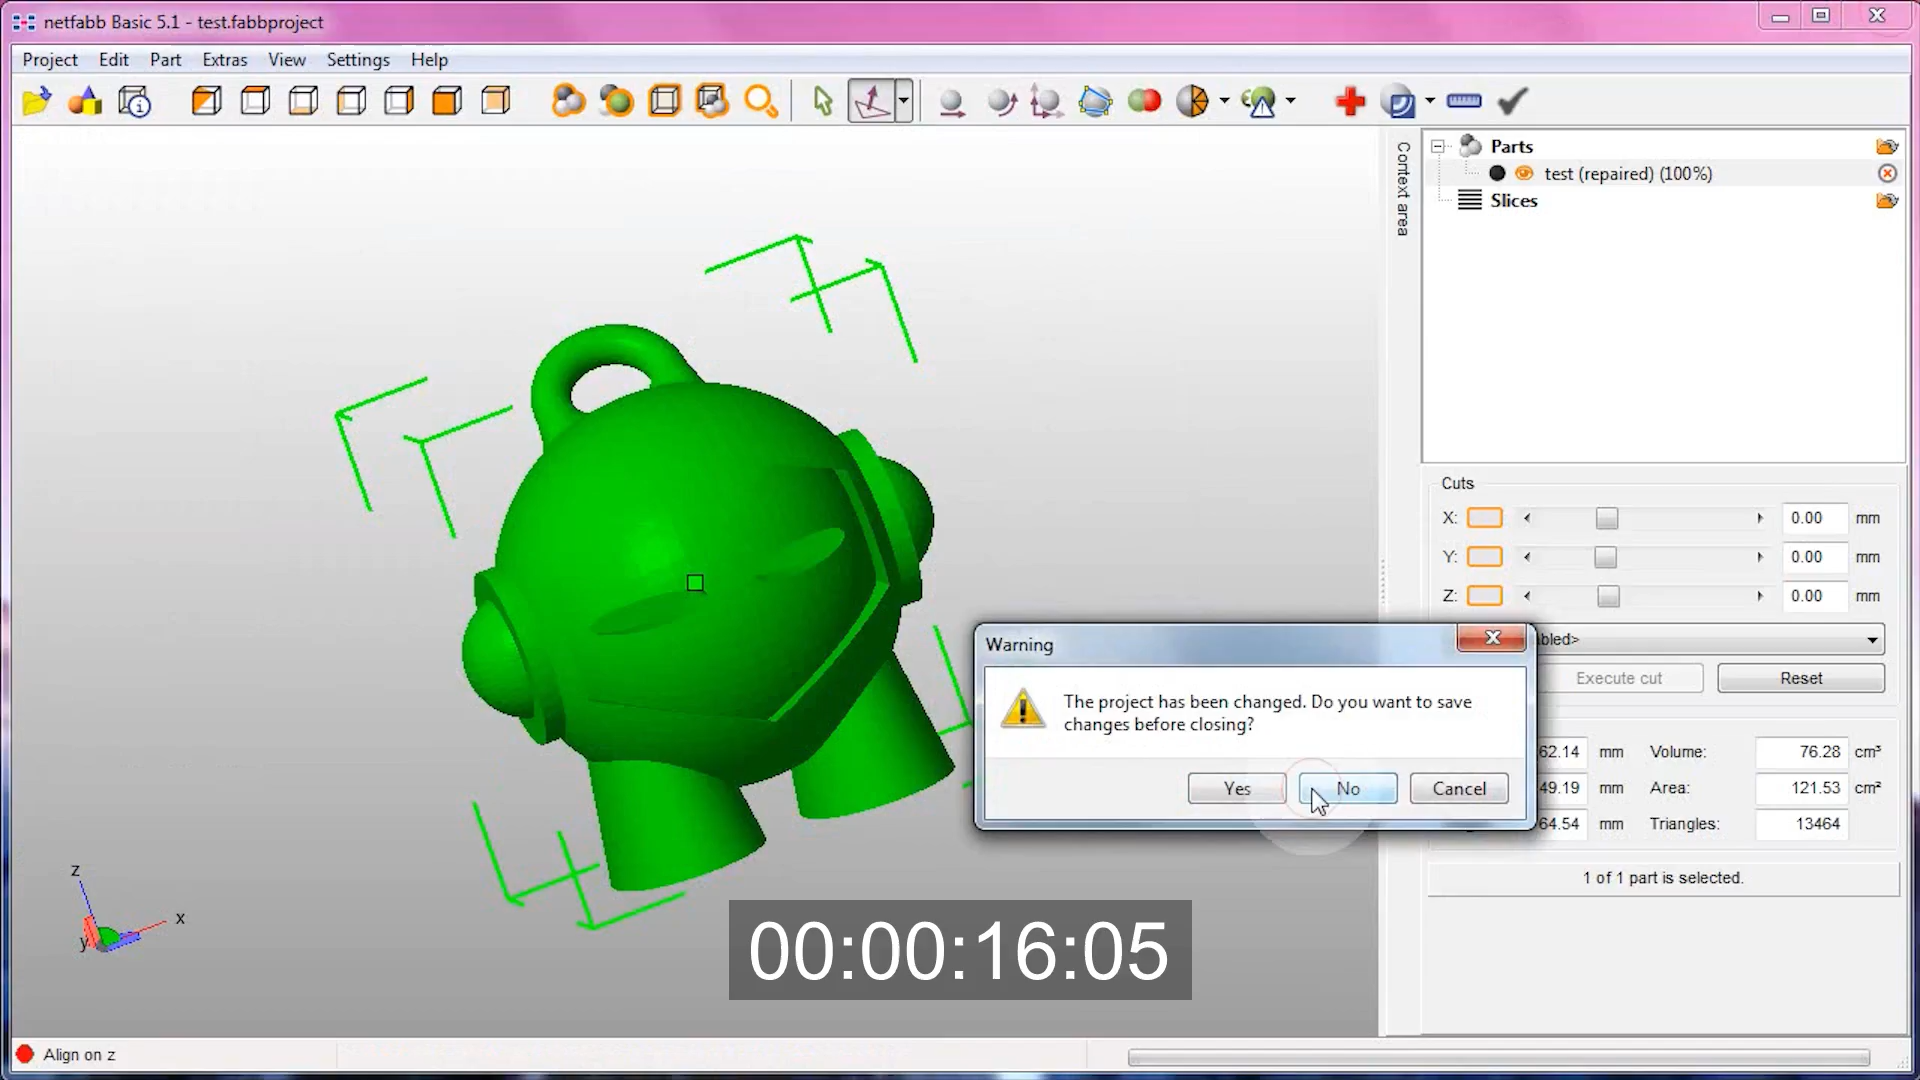 netfabb Basic 5.1 - test.fabbproject
Project Edit Part Extras View Settings Help
Context area
Parts
test (repaired) (100%)
Slices
Cuts
X: 0.00 mm
Y: 0.00 mm
Z: 0.00 mm
bled>
Execute cut Reset
Warning
The project has been changed. Do you want to save
changes before closing?
Yes No Cancel
62.14 mm Volume: 76.28 cm³
49.19 mm Area: 121.53 cm²
64.54 mm Triangles: 13464
1 of 1 part is selected.
z
x
y
00:00:16:05
Align on z